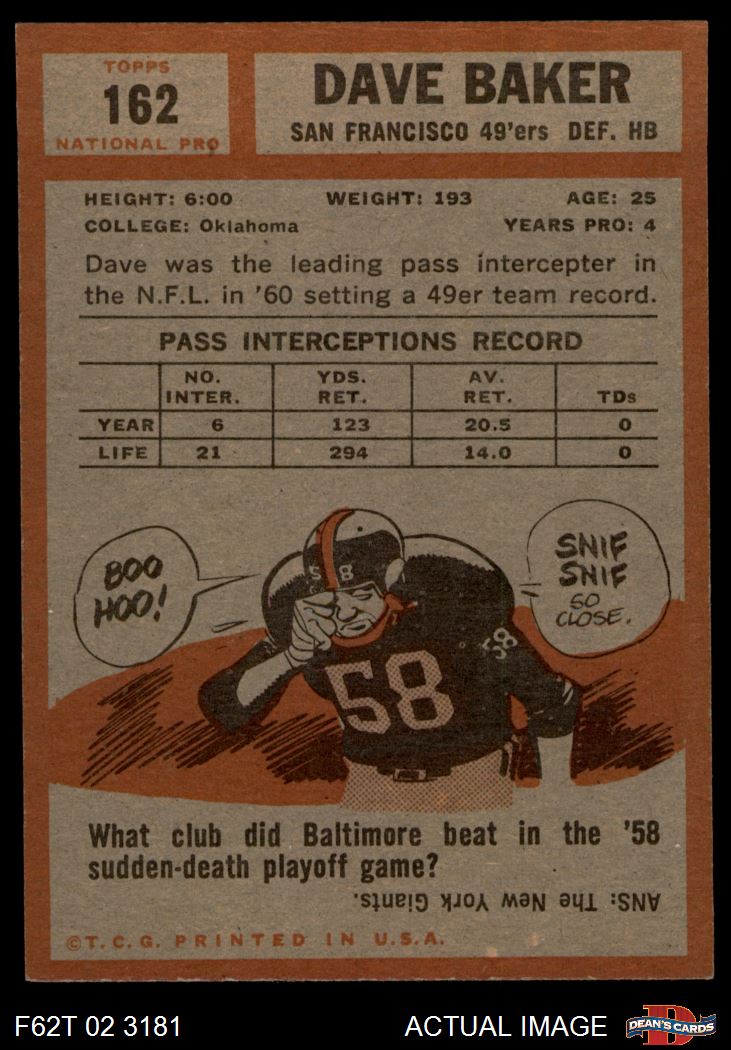 TOPPS
162
NATIONAL PRO
DAVE BAKER
SAN FRANCISCO 49'ers DEF. HB
HEIGHT: 6:00 WEIGHT: 193 AGE: 25
COLLEGE: Oklahoma YEARS PRO: 4
Dave was the leading pass intercepter in
the N.F.L. in '60 setting a 49er team record.
PASS INTERCEPTIONS RECORD
NO. INTER. YDS. RET. AV. RET. TDs
YEAR 6 123 20.5 0
LIFE 21 294 14.0 0
BOO
HOO!
SNIF
SNIF
SO
CLOSE.
58
58
58
What club did Baltimore beat in the '58
sudden-death playoff game?
ANS: The New York Giants.
©T.C.G. PRINTED IN U.S.A.
F62T 02 3181 ACTUAL IMAGE
D
DEAN'S CARDS